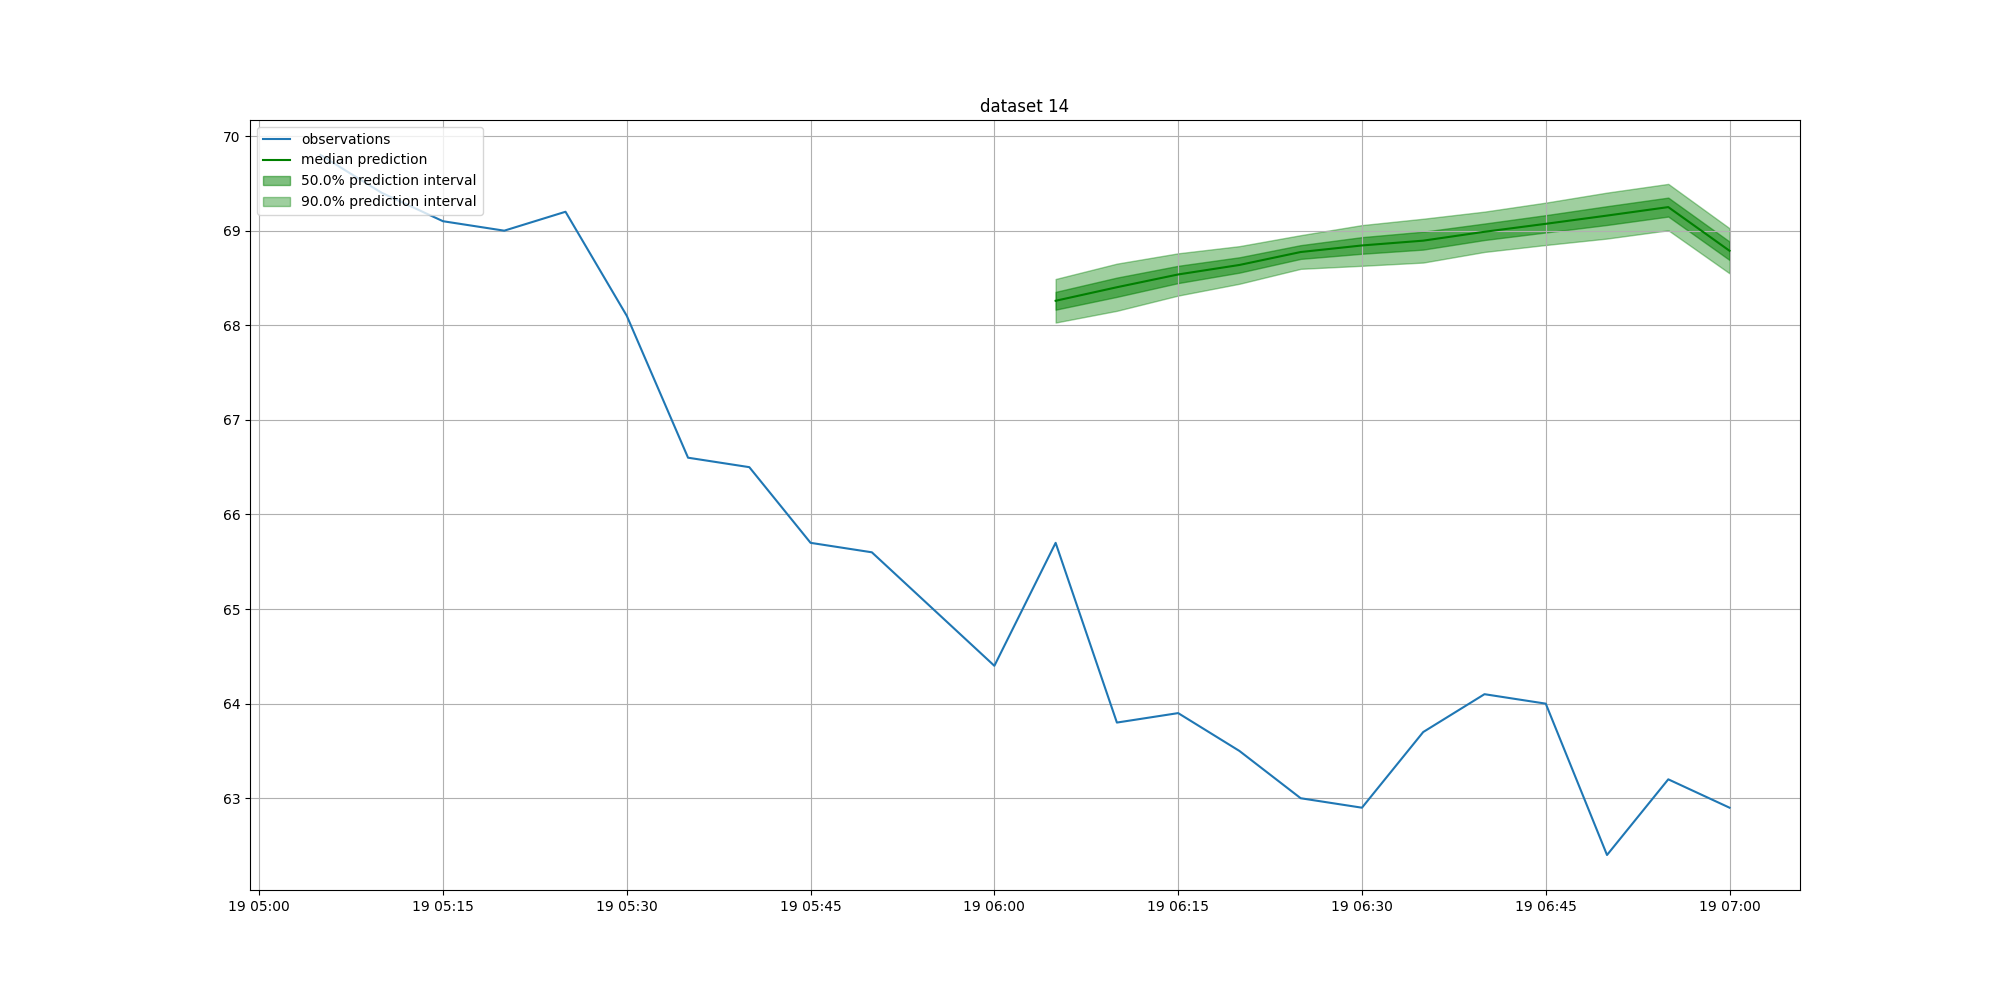 dataset 14
observations
median prediction
50.0% prediction interval
90.0% prediction interval
70
69
68
67
66
65
64
63
19 05:00 19 05:15 19 05:30 19 05:45 19 06:00 19 06:15 19 06:30 19 06:45 19 07:00